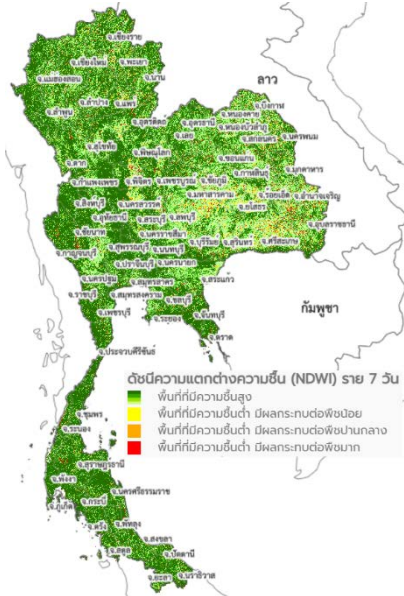 จ.เชียงราย
จ.เชียงใหม่
จ.พะเยา
จ.แม่ฮ่องสอน
จ.น่าน
ลาว
จ.ลำปาง
จ.แพร่
จ.ลำพูน
จ.บึงกาฬ
จ.หนองคาย
จ.อุตรดิตถ์
จ.อุดรธานี
จ.หนองบัวลำภู
จ.เลย
จ.สกลนคร
จ.นครพนม
จ.สุโขทัย
จ.พิษณุโลก
จ.ขอนแก่น
จ.ตาก
จ.กาฬสินธุ์
จ.มุกดาหาร
จ.กำแพงเพชร
จ.พิจิตร
จ.เพชรบูรณ์
จ.ชัยภูมิ
จ.มหาสารคาม
จ.ร้อยเอ็ด
จ.อำนาจเจริญ
จ.สิงห์บุรี
จ.นครสวรรค์
จ.ยโสธร
จ.อุทัยธานี
จ.สระบุรี
จ.ลพบุรี
จ.อุบลราชธานี
จ.ชัยนาท
จ.นครราชสีมา
จ.บุรีรัมย์
จ.สุรินทร์
จ.ศรีสะเกษ
จ.กาญจนบุรี
จ.สุพรรณบุรี
จ.นนทบุรี
จ.ปราจีนบุรี
จ.นครนายก
จ.นครปฐม
จ.สมุทรสาคร
จ.สระแก้ว
จ.ราชบุรี
จ.สมุทรสงคราม
จ.ชลบุรี
กัมพูชา
จ.เพชรบุรี
จ.ระยอง
จ.จันทบุรี
จ.ตราด
จ.ประจวบคีรีขันธ์
ดัชนีความแตกต่างความชื้น (NDWI) ราย 7 วัน
พื้นที่ที่มีความชื้นสูง
พื้นที่ที่มีความชื้นต่ำ มีผลกระทบต่อพืชน้อย
พื้นที่ที่มีความชื้นต่ำ มีผลกระทบต่อพืชปานกลาง
พื้นที่ที่มีความชื้นต่ำ มีผลกระทบต่อพืชมาก
จ.ชุมพร
จ.ระนอง
จ.สุราษฎร์ธานี
จ.พังงา
จ.นครศรีธรรมราช
จ.กระบี่
จ.ภูเก็ต
จ.ตรัง
จ.พัทลุง
จ.สงขลา
จ.สตูล
จ.ปัตตานี
จ.ยะลา
จ.นราธิวาส